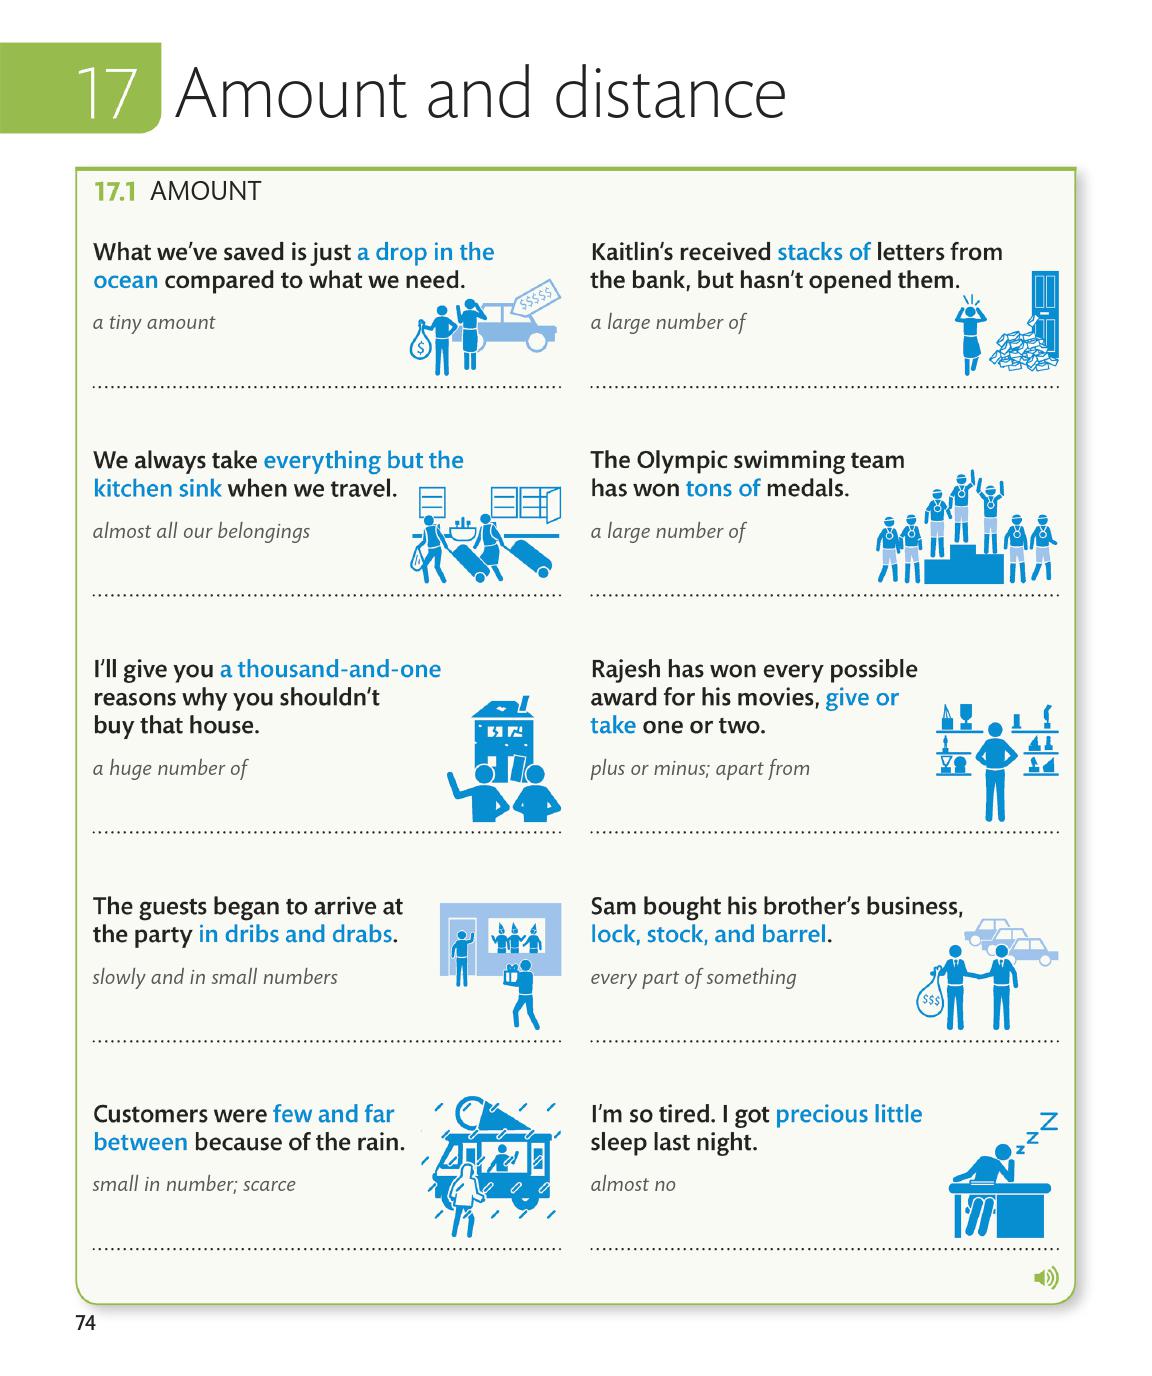 17 Amount and distance
17.1 AMOUNT
What we've saved is just a drop in the
ocean compared to what we need.
a tiny amount
$$$$$
$
Kaitlin's received stacks of letters from
the bank, but hasn't opened them.
a large number of
We always take everything but the
kitchen sink when we travel.
almost all our belongings
The Olympic swimming team
has won tons of medals.
a large number of
I'll give you a thousand-and-one
reasons why you shouldn't
buy that house.
a huge number of
Rajesh has won every possible
award for his movies, give or
take one or two.
plus or minus; apart from
The guests began to arrive at
the party in dribs and drabs.
slowly and in small numbers
Sam bought his brother's business,
lock, stock, and barrel.
every part of something
$$$
Customers were few and far
between because of the rain.
small in number; scarce
I'm so tired. I got precious little
sleep last night.
almost no
z z z Z
74